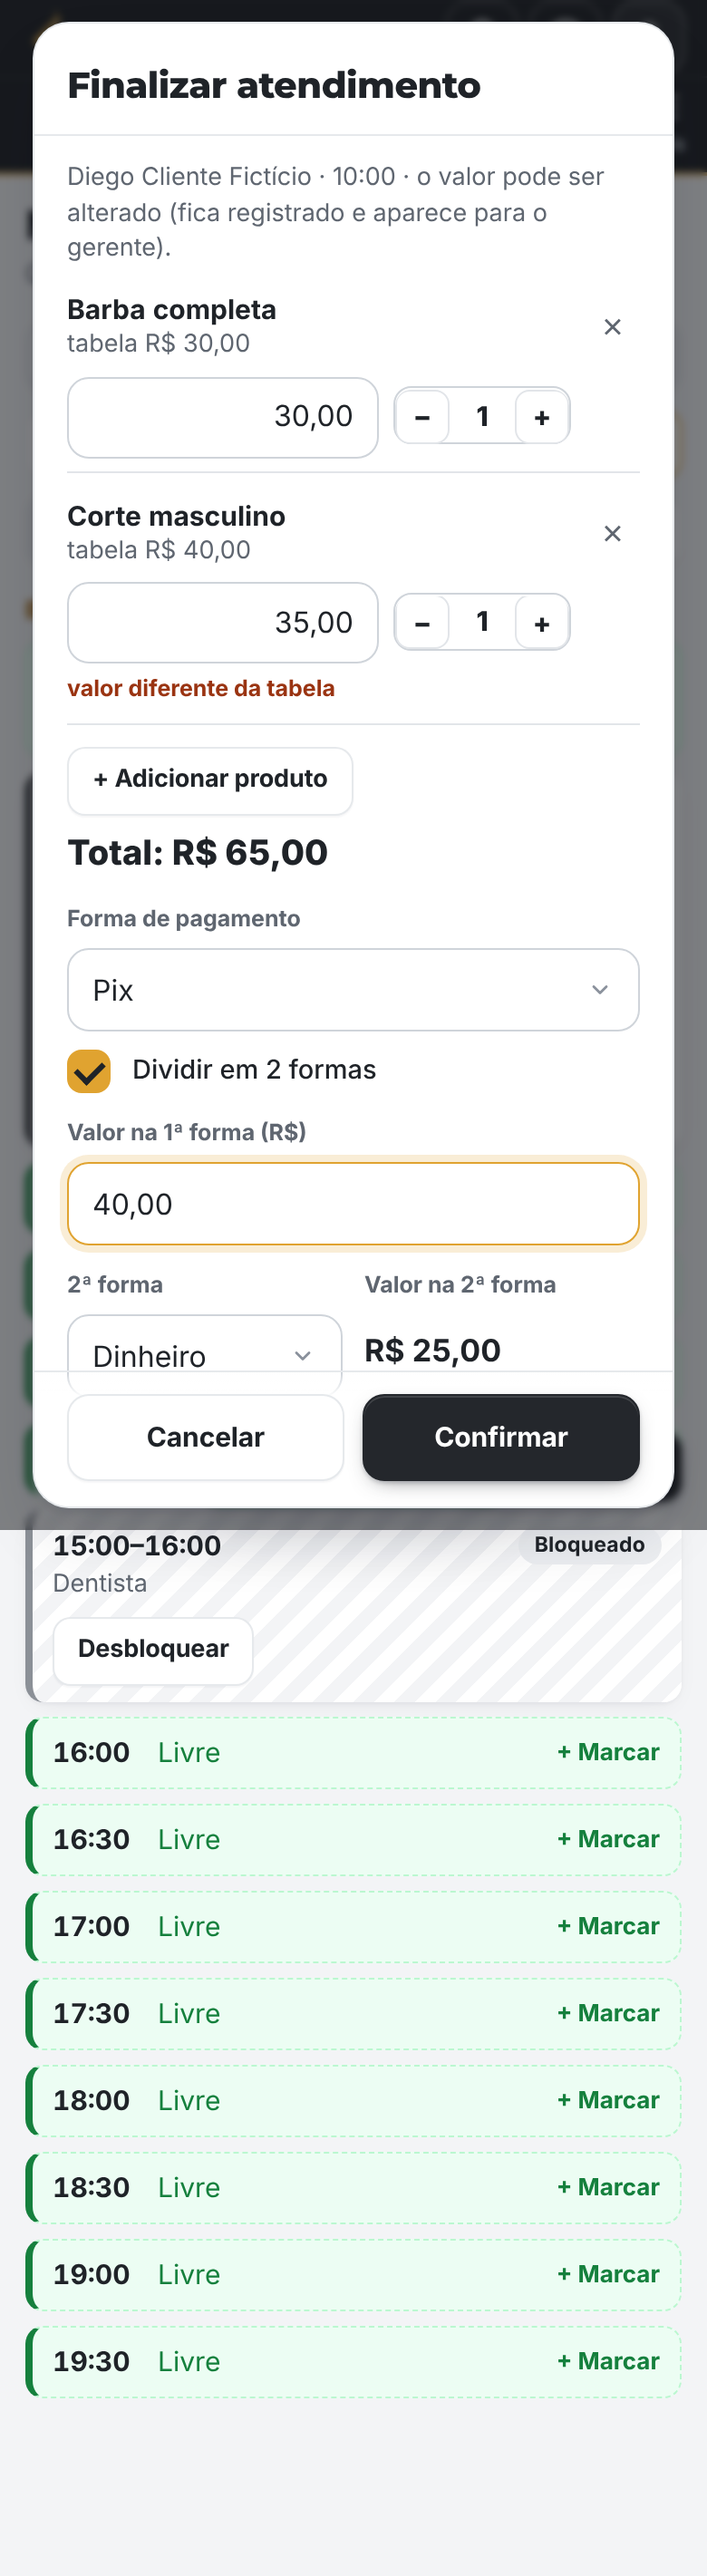 Finalizar atendimento
Diego Cliente Fictício · 10:00 · o valor pode ser
alterado (fica registrado e aparece para o
gerente).
Barba completa
tabela R$ 30,00
×
30,00
− 1 +
Corte masculino
tabela R$ 40,00
×
35,00
− 1 +
valor diferente da tabela
+ Adicionar produto
Total: R$ 65,00
Forma de pagamento
Pix
Dividir em 2 formas
Valor na 1ª forma (R$)
40,00
2ª forma
Valor na 2ª forma
Dinheiro
R$ 25,00
Cancelar
Confirmar
15:00–16:00
Bloqueado
Dentista
Desbloquear
16:00 Livre + Marcar
16:30 Livre + Marcar
17:00 Livre + Marcar
17:30 Livre + Marcar
18:00 Livre + Marcar
18:30 Livre + Marcar
19:00 Livre + Marcar
19:30 Livre + Marcar